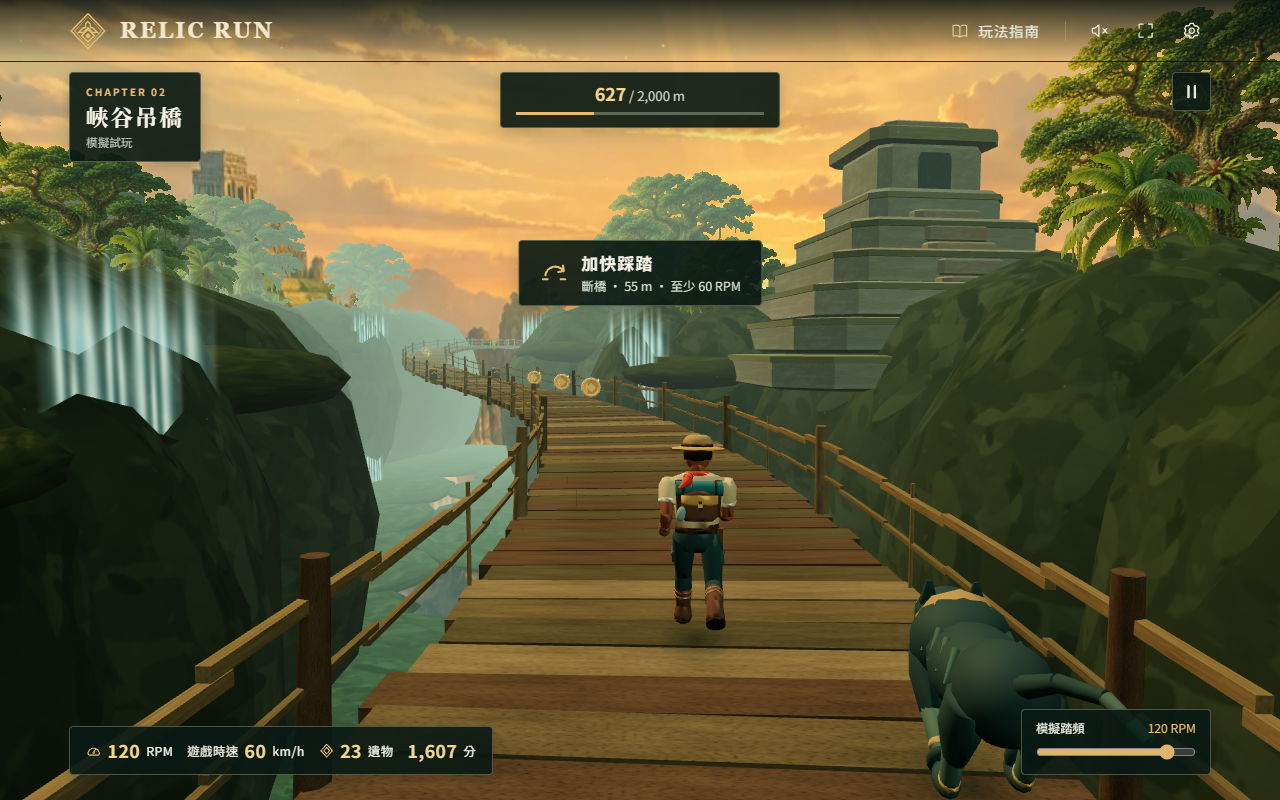 RELIC RUN
玩法指南
CHAPTER 02
峽谷吊橋
模擬試玩
627 / 2,000 m
加快踩踏
斷橋 · 55 m · 至少 60 RPM
120 RPM 遊戲時速 60 km/h 23 遺物 1,607 分
模擬踏頻 120 RPM